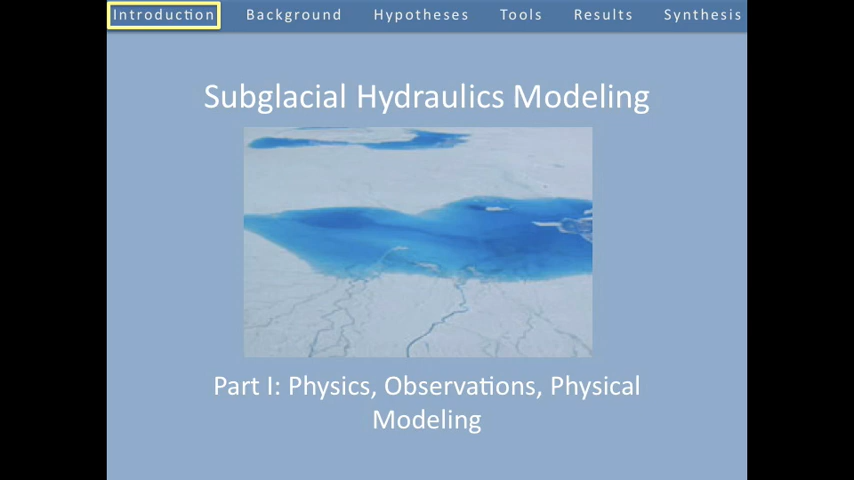 Introduction Background Hypotheses Tools Results Synthesis
Subglacial Hydraulics Modeling
Part I: Physics, Observations, Physical
Modeling